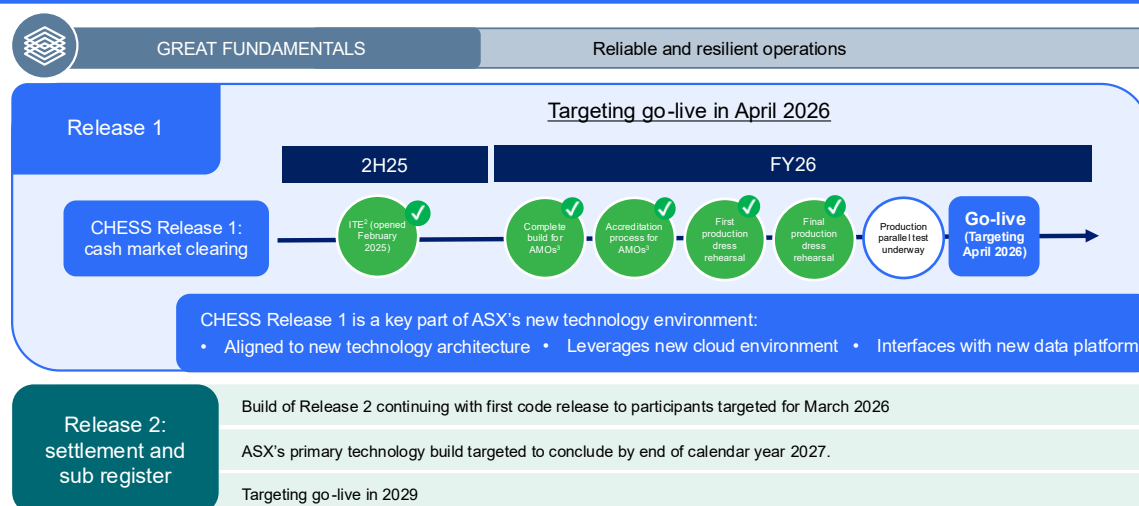 GREAT FUNDAMENTALS
Reliable and resilient operations
Release 1
Targeting go-live in April 2026
2H25
FY26
CHESS Release 1:
cash market clearing
ITE² (opened
February
2025)
Complete
build for
AMOs³
Accreditation
process for
AMOs³
First
production
dress
rehearsal
Final
production
dress
rehearsal
Production
parallel test
underway
Go-live
(Targeting
April 2026)
CHESS Release 1 is a key part of ASX’s new technology environment:
• Aligned to new technology architecture • Leverages new cloud environment • Interfaces with new data platform
Release 2:
settlement and
sub register
Build of Release 2 continuing with first code release to participants targeted for March 2026
ASX’s primary technology build targeted to conclude by end of calendar year 2027.
Targeting go-live in 2029